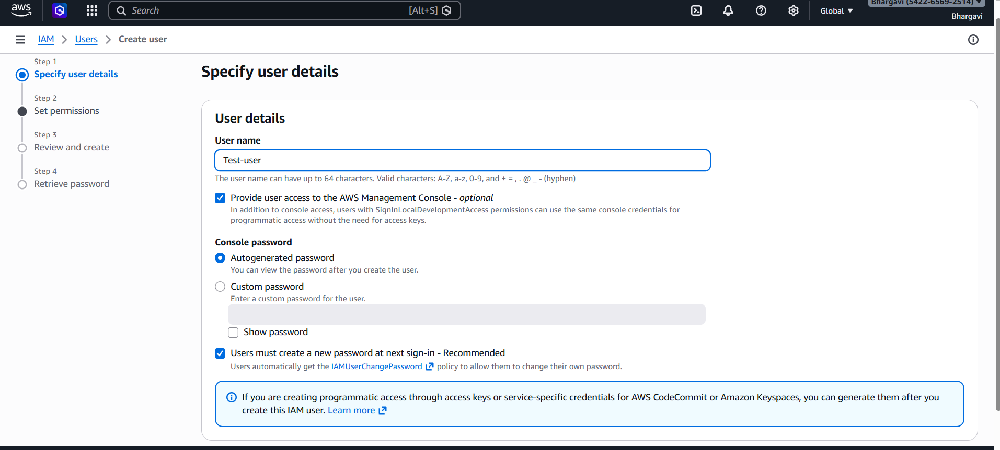 aws
Search [Alt+S]
Global
Bhargavi (5422-6569-2514)
Bhargavi
IAM > Users > Create user
Step 1
Specify user details
Step 2
Set permissions
Step 3
Review and create
Step 4
Retrieve password
Specify user details
User details
User name
Test-user
The user name can have up to 64 characters. Valid characters: A-Z, a-z, 0-9, and + = , . @ _ - (hyphen)
Provide user access to the AWS Management Console - optional
In addition to console access, users with SignInLocalDevelopmentAccess permissions can use the same console credentials for
programmatic access without the need for access keys.
Console password
Autogenerated password
You can view the password after you create the user.
Custom password
Enter a custom password for the user.
Show password
Users must create a new password at next sign-in - Recommended
Users automatically get the IAMUserChangePassword policy to allow them to change their own password.
If you are creating programmatic access through access keys or service-specific credentials for AWS CodeCommit or Amazon Keyspaces, you can generate them after you
create this IAM user. Learn more